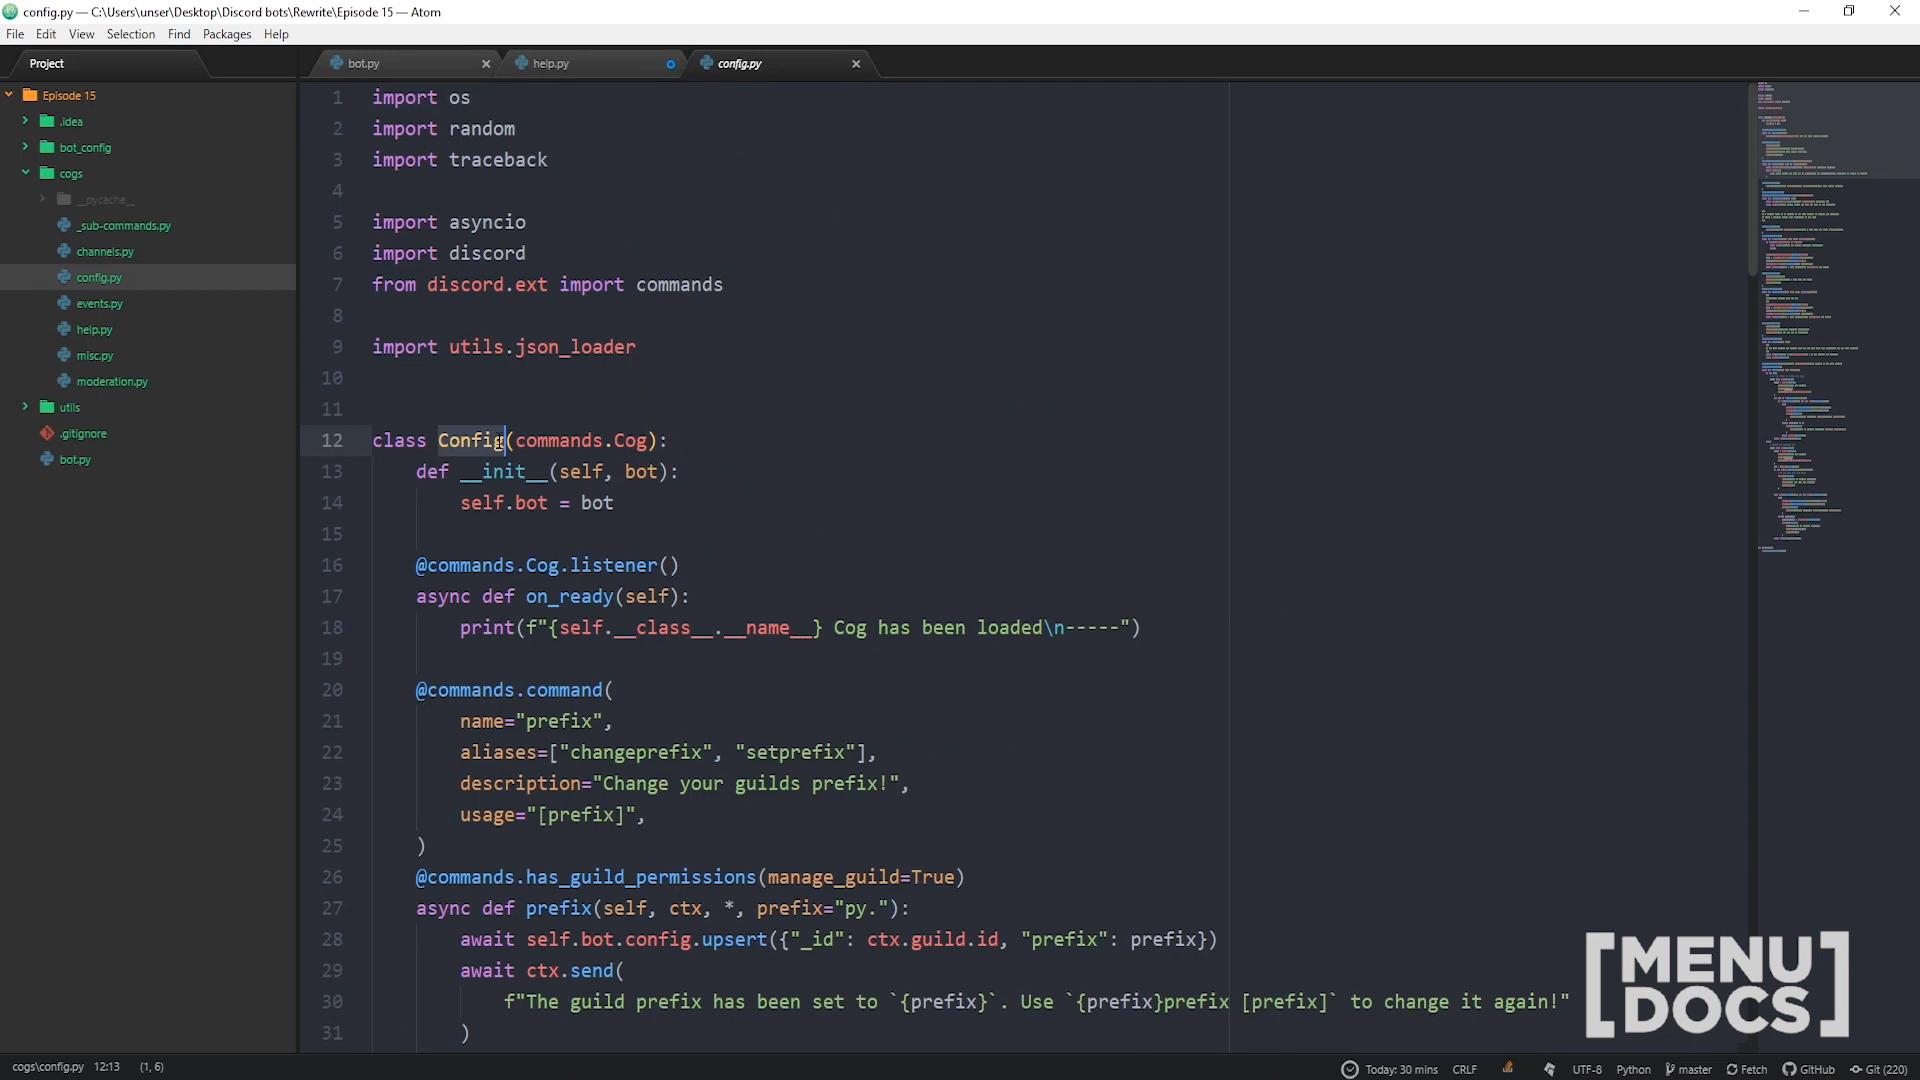 config.py — C:\Users\unser\Desktop\Discord bots\Rewrite\Episode 15 — Atom
File Edit View Selection Find Packages Help
Project
bot.py
help.py
config.py
Episode 15
.idea
bot_config
cogs
__pycache__
_sub-commands.py
channels.py
config.py
events.py
help.py
misc.py
moderation.py
utils
.gitignore
bot.py
1 import os
2 import random
3 import traceback
4
5 import asyncio
6 import discord
7 from discord.ext import commands
8
9 import utils.json_loader
10
11
12 class Config(commands.Cog):
13 def __init__(self, bot):
14 self.bot = bot
15
16 @commands.Cog.listener()
17 async def on_ready(self):
18 print(f"{self.__class__.__name__} Cog has been loaded\n-----")
19
20 @commands.command(
21 name="prefix",
22 aliases=["changeprefix", "setprefix"],
23 description="Change your guilds prefix!",
24 usage="[prefix]",
25 )
26 @commands.has_guild_permissions(manage_guild=True)
27 async def prefix(self, ctx, *, prefix="py."):
28 await self.bot.config.upsert({"_id": ctx.guild.id, "prefix": prefix})
29 await ctx.send(
30 f"The guild prefix has been set to `{prefix}`. Use `{prefix}prefix [prefix]` to change it again!"
31 )
[MENU
DOCS]
cogs\config.py 12:13 (1, 6)
Today: 30 mins CRLF UTF-8 Python master Fetch GitHub Git (220)